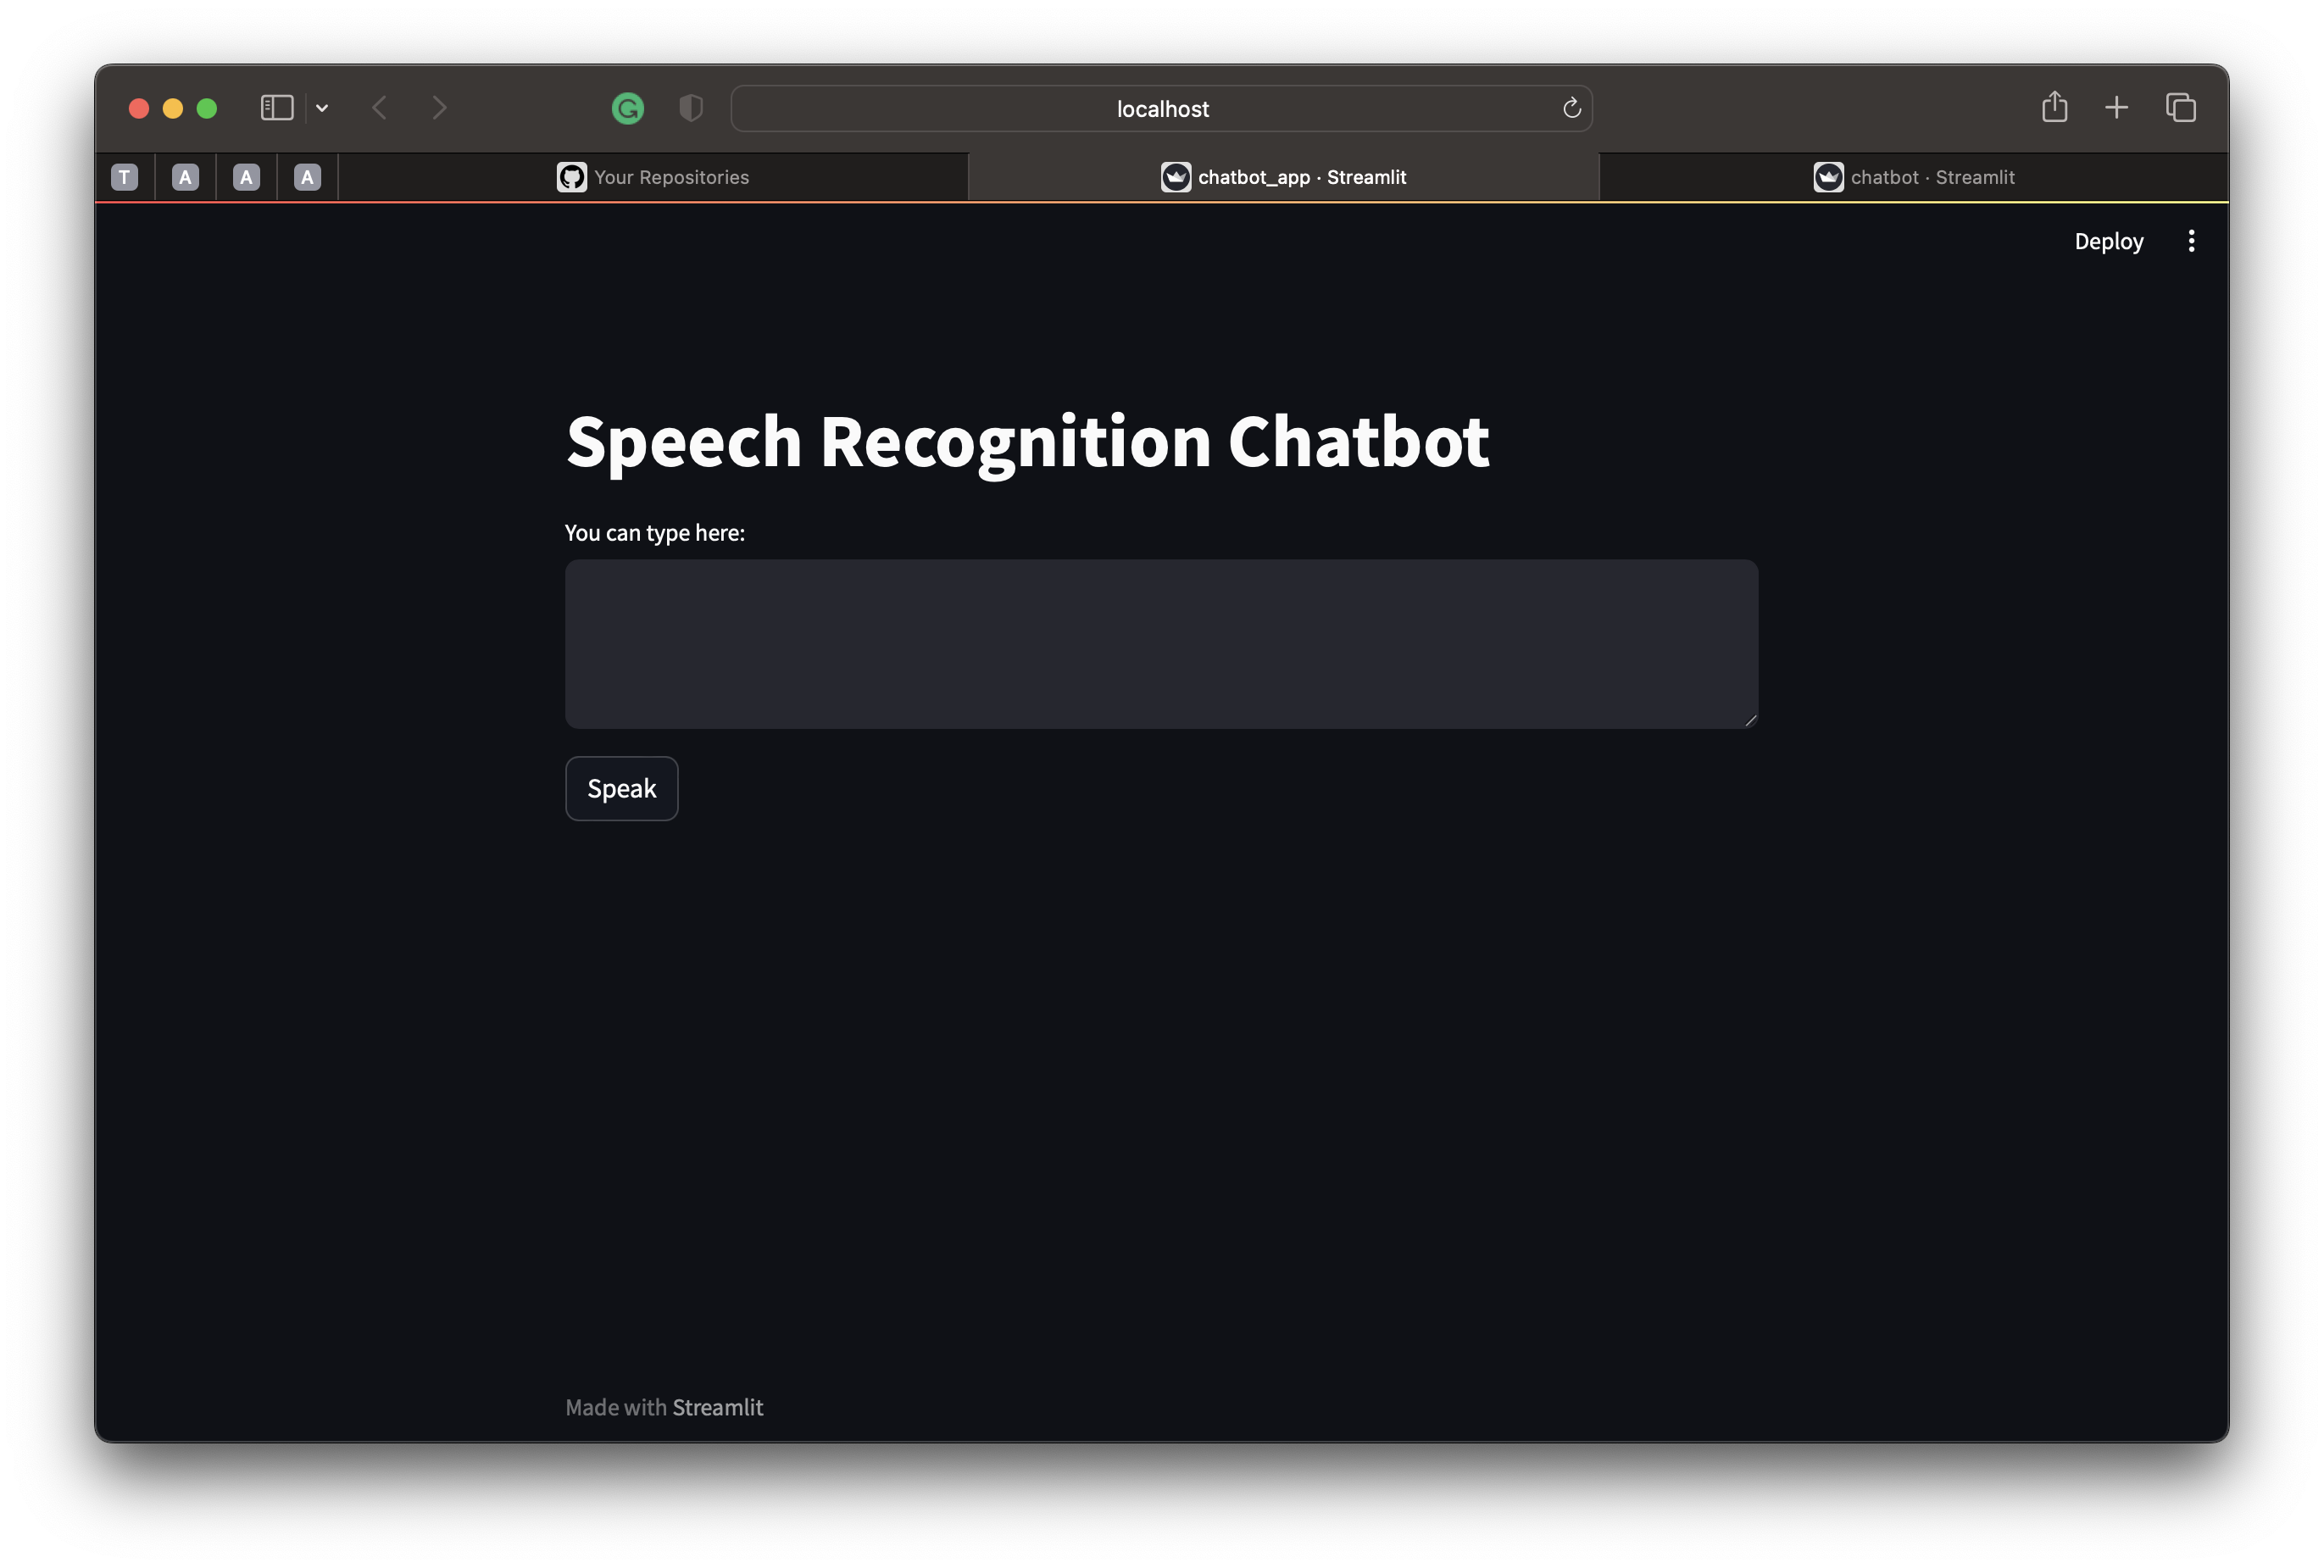 localhost
T A A A Your Repositories chatbot_app · Streamlit chatbot · Streamlit
Deploy
Speech Recognition Chatbot
You can type here:
Speak
Made with Streamlit